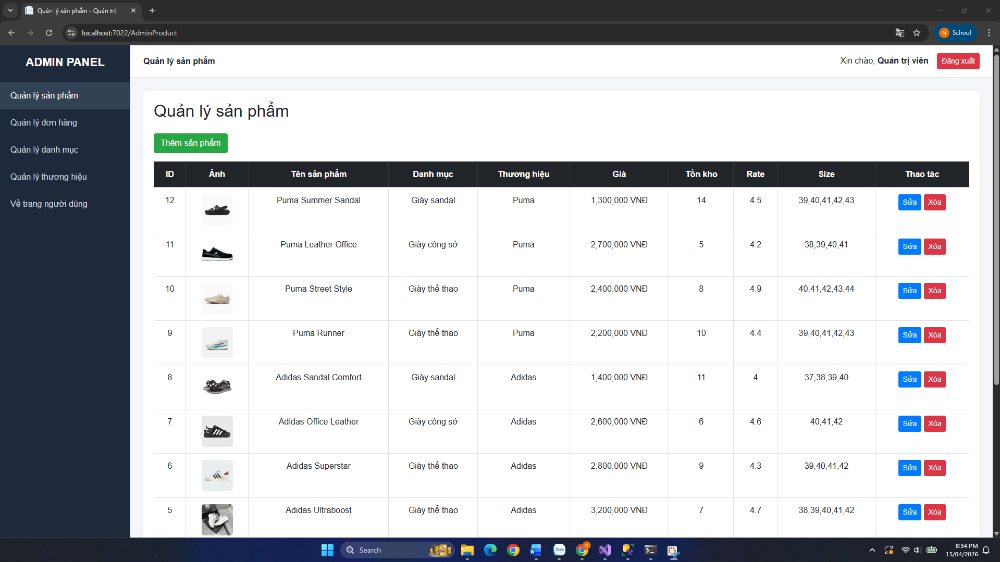 Quản lý sản phẩm - Quản trị
localhost:7022/AdminProduct
N School
ADMIN PANEL
Quản lý sản phẩm
Xin chào, Quản trị viên
Đăng xuất
Quản lý sản phẩm
Quản lý đơn hàng
Quản lý danh mục
Quản lý thương hiệu
Về trang người dùng
Quản lý sản phẩm
Thêm sản phẩm
ID Ảnh Tên sản phẩm Danh mục Thương hiệu Giá Tồn kho Rate Size Thao tác
12 Puma Summer Sandal Giày sandal Puma 1,300,000 VNĐ 14 4.5 39,40,41,42,43 Sửa Xóa
11 Puma Leather Office Giày công sở Puma 2,700,000 VNĐ 5 4.2 38,39,40,41 Sửa Xóa
10 Puma Street Style Giày thể thao Puma 2,400,000 VNĐ 8 4.9 40,41,42,43,44 Sửa Xóa
9 Puma Runner Giày thể thao Puma 2,200,000 VNĐ 10 4.4 39,40,41,42,43 Sửa Xóa
8 Adidas Sandal Comfort Giày sandal Adidas 1,400,000 VNĐ 11 4 37,38,39,40 Sửa Xóa
7 Adidas Office Leather Giày công sở Adidas 2,600,000 VNĐ 6 4.6 40,41,42 Sửa Xóa
6 Adidas Superstar Giày thể thao Adidas 2,800,000 VNĐ 9 4.3 39,40,41,42 Sửa Xóa
5 Adidas Ultraboost Giày thể thao Adidas 3,200,000 VNĐ 7 4.7 38,39,40,41,42 Sửa Xóa
Search
W
Zalo
N
8:34 PM
15/04/2026